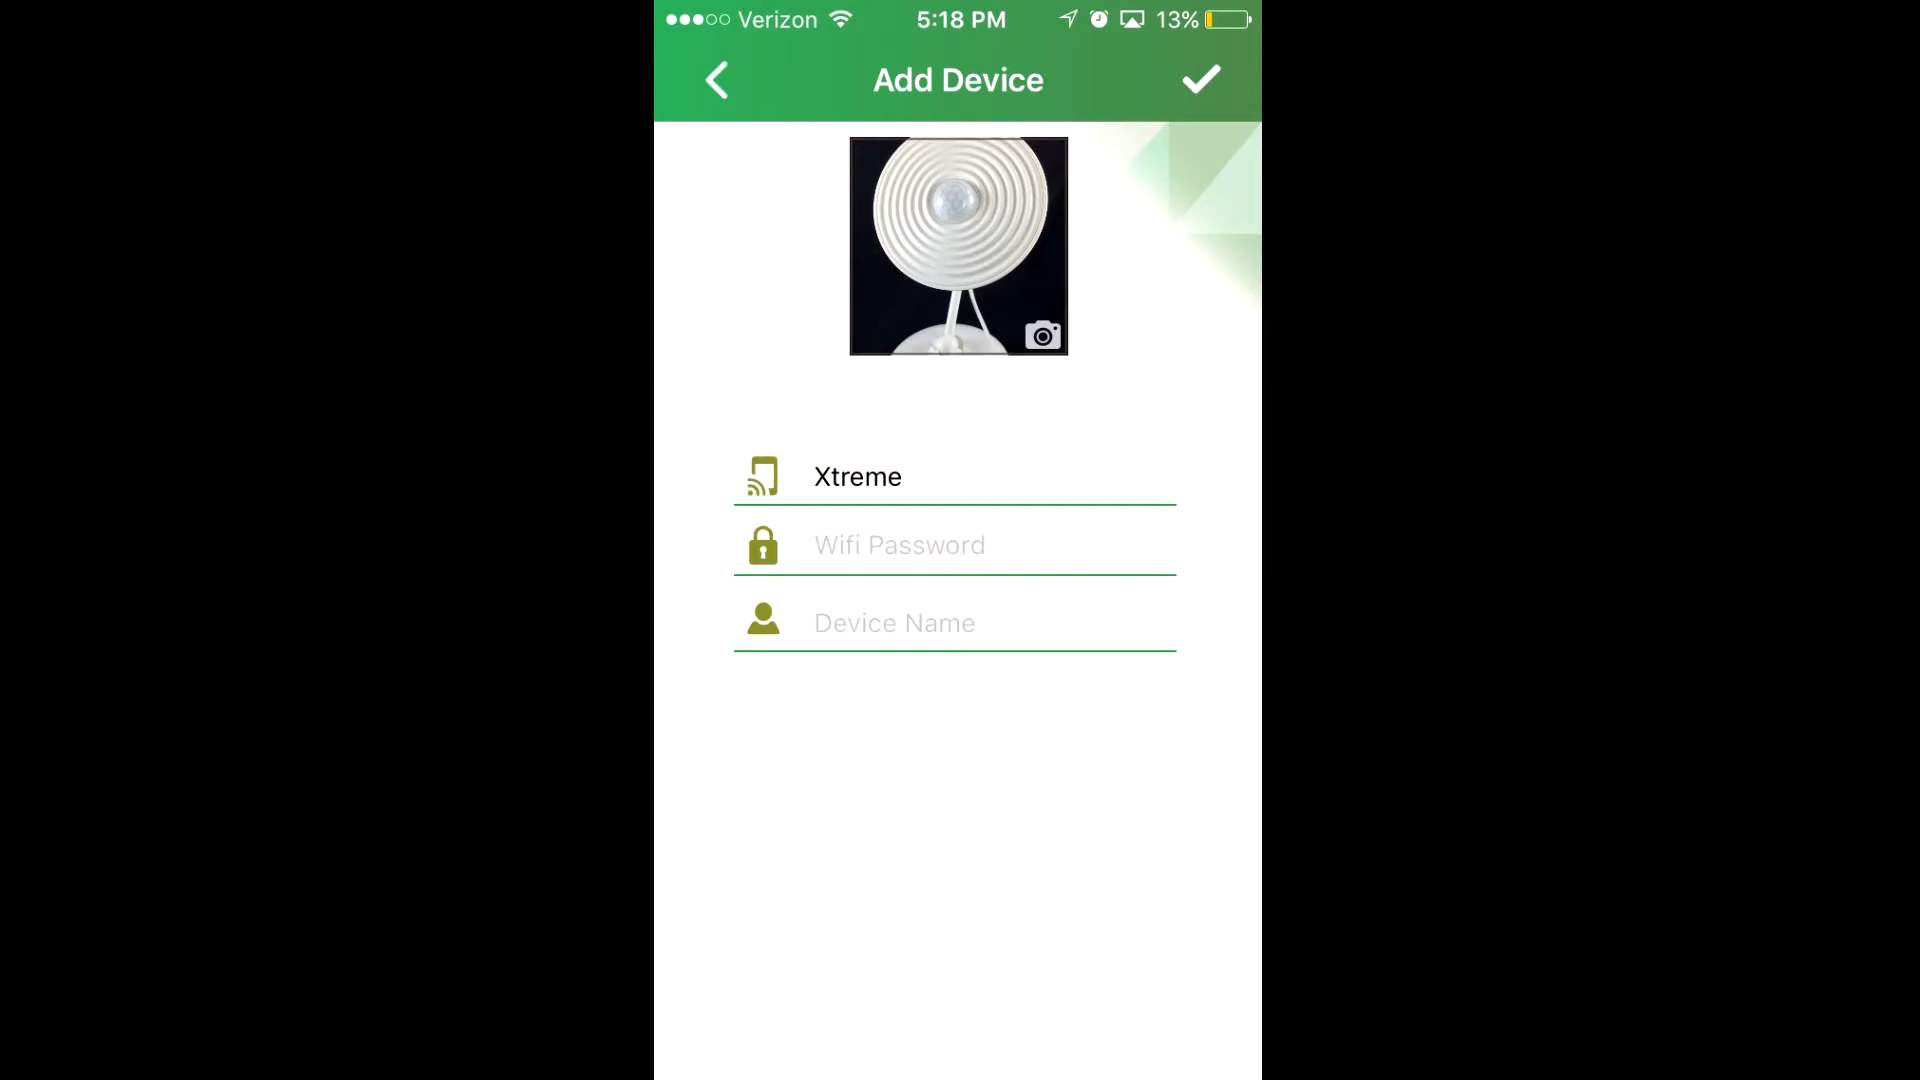 Verizon 5:18 PM 13%
Add Device
Xtreme
Wifi Password
Device Name